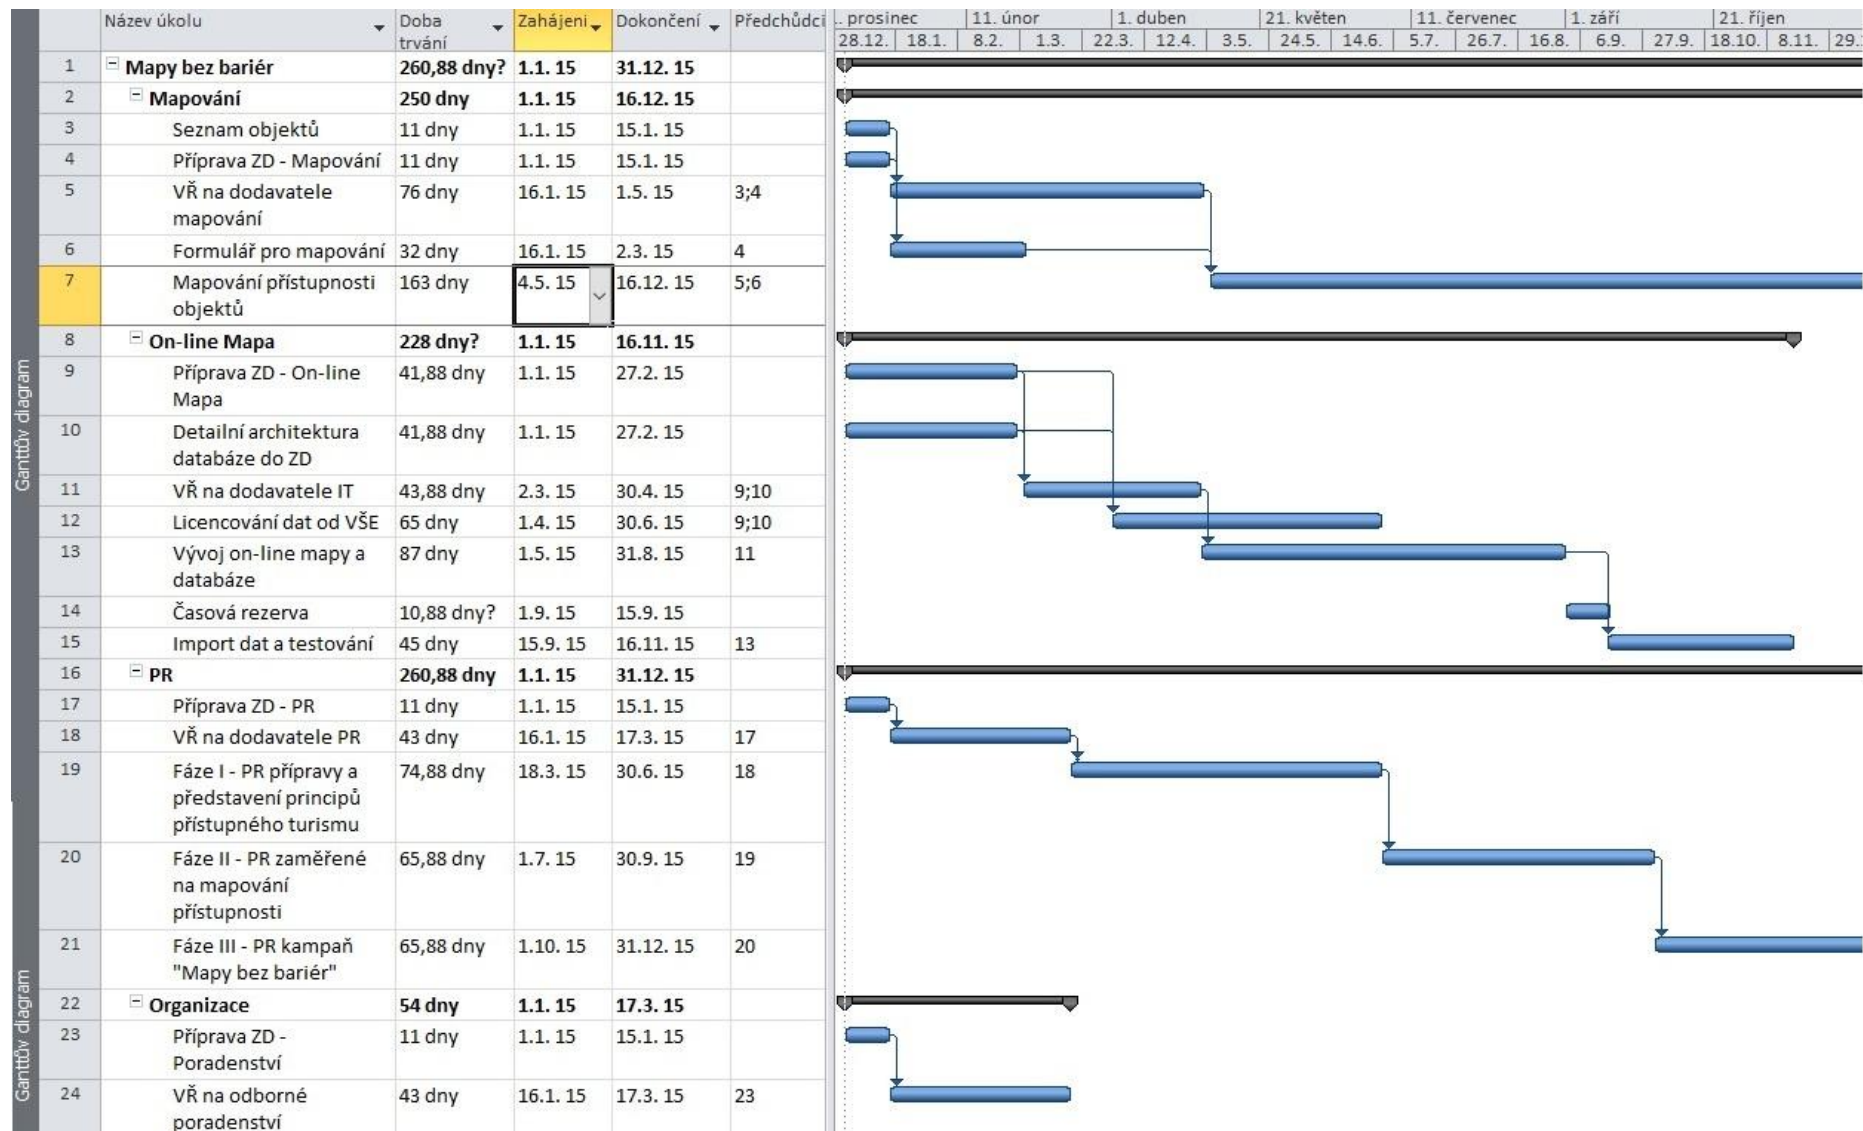 Název úkolu Doba trvání Zahájení Dokončení Předchůdci
. prosinec 11. únor 1. duben 21. květen 11. červenec 1. září 21. říjen
28.12. 18.1. 8.2. 1.3. 22.3. 12.4. 3.5. 24.5. 14.6. 5.7. 26.7. 16.8. 6.9. 27.9. 18.10. 8.11. 29.
1 Mapy bez bariér 260,88 dny? 1.1. 15 31.12. 15
2 Mapování 250 dny 1.1. 15 16.12. 15
3 Seznam objektů 11 dny 1.1. 15 15.1. 15
4 Příprava ZD - Mapování 11 dny 1.1. 15 15.1. 15
5 VŘ na dodavatele 76 dny 16.1. 15 1.5. 15 3;4
mapování
6 Formulář pro mapování 32 dny 16.1. 15 2.3. 15 4
7 Mapování přístupnosti 163 dny 4.5. 15 16.12. 15 5;6
objektů
8 On-line Mapa 228 dny? 1.1. 15 16.11. 15
9 Příprava ZD - On-line 41,88 dny 1.1. 15 27.2. 15
Mapa
10 Detailní architektura 41,88 dny 1.1. 15 27.2. 15
databáze do ZD
11 VŘ na dodavatele IT 43,88 dny 2.3. 15 30.4. 15 9;10
12 Licencování dat od VŠE 65 dny 1.4. 15 30.6. 15 9;10
13 Vývoj on-line mapy a 87 dny 1.5. 15 31.8. 15 11
databáze
14 Časová rezerva 10,88 dny? 1.9. 15 15.9. 15
15 Import dat a testování 45 dny 15.9. 15 16.11. 15 13
16 PR 260,88 dny 1.1. 15 31.12. 15
17 Příprava ZD - PR 11 dny 1.1. 15 15.1. 15
18 VŘ na dodavatele PR 43 dny 16.1. 15 17.3. 15 17
19 Fáze I - PR přípravy a 74,88 dny 18.3. 15 30.6. 15 18
představení principů
přístupného turismu
20 Fáze II - PR zaměřené 65,88 dny 1.7. 15 30.9. 15 19
na mapování
přístupnosti
21 Fáze III - PR kampaň 65,88 dny 1.10. 15 31.12. 15 20
"Mapy bez bariér"
22 Organizace 54 dny 1.1. 15 17.3. 15
23 Příprava ZD - 11 dny 1.1. 15 15.1. 15
Poradenství
24 VŘ na odborné 43 dny 16.1. 15 17.3. 15 23
poradenství
Ganttův diagram
Ganttův diagram